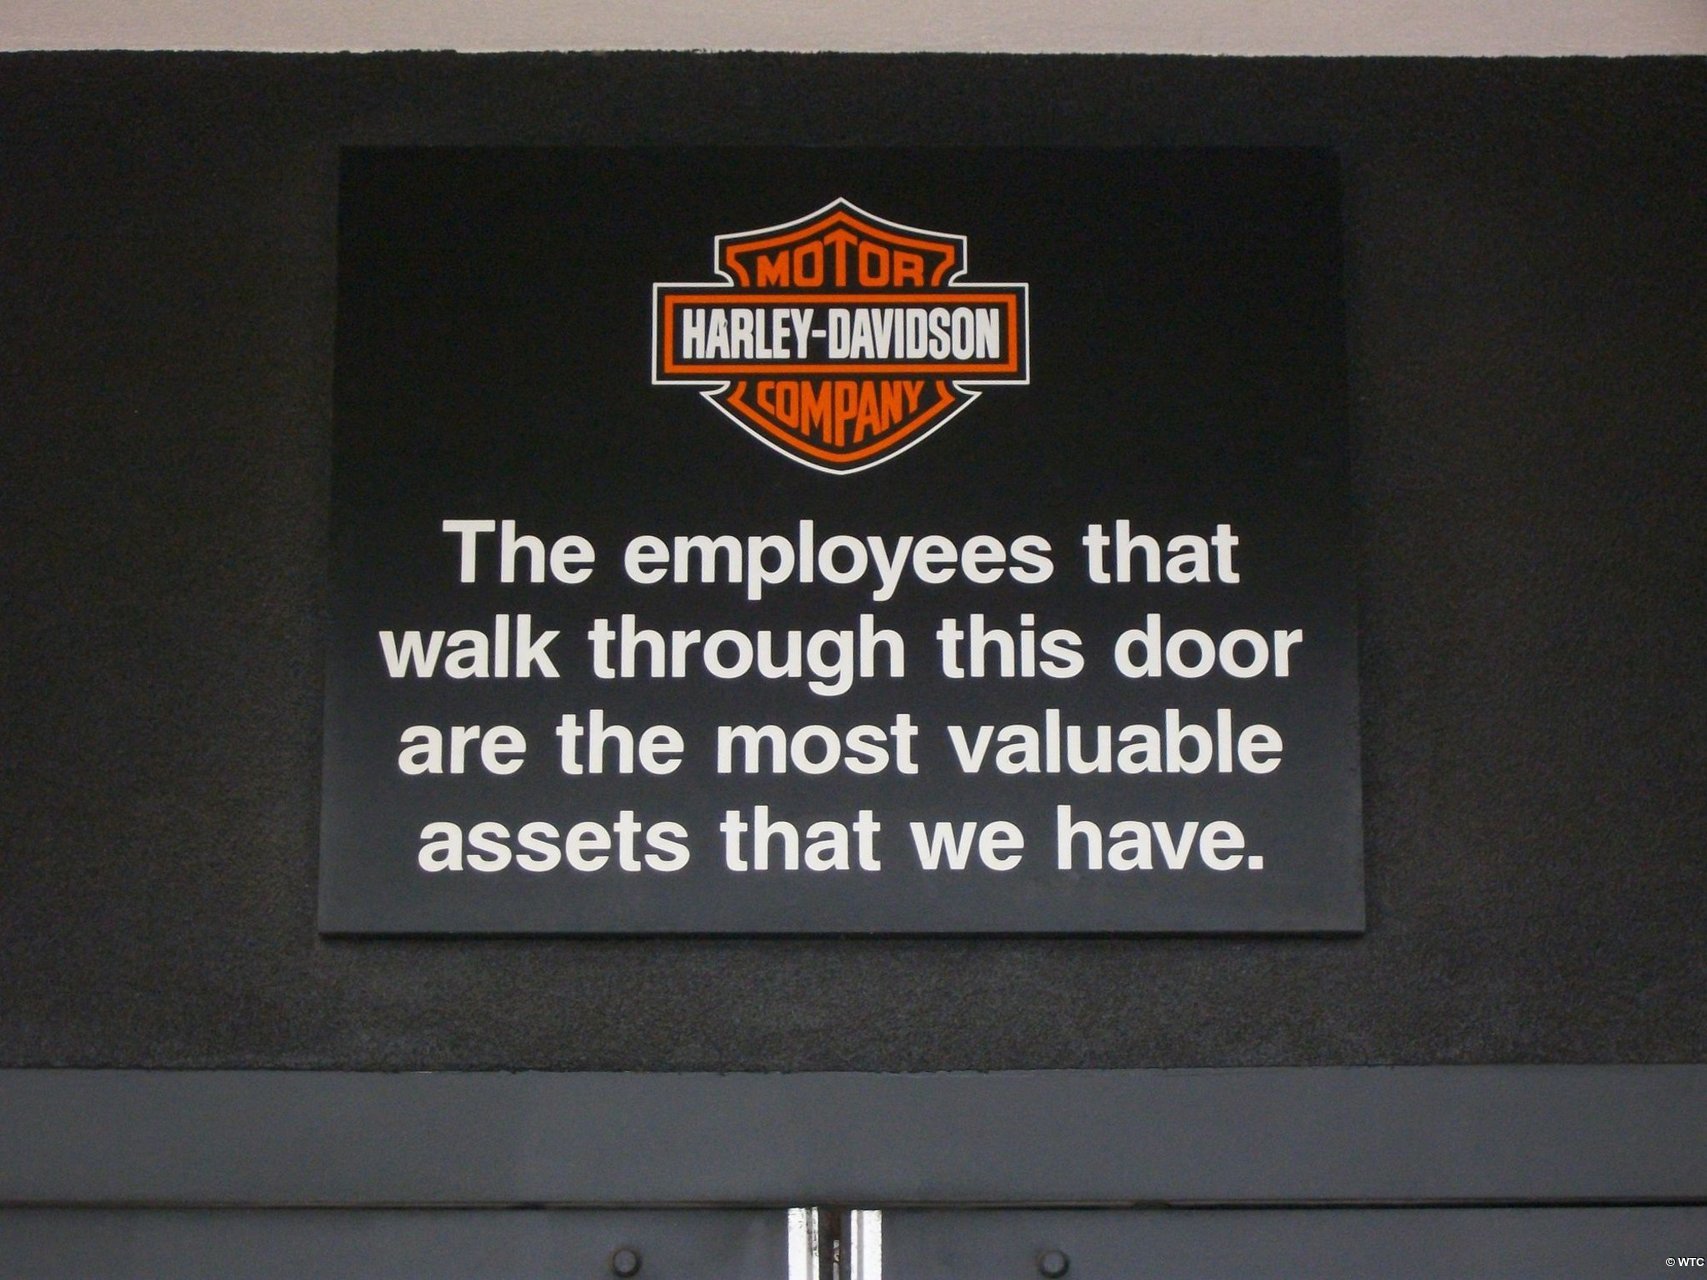 MOTOR
HARLEY-DAVIDSON
COMPANY
The employees that
walk through this door
are the most valuable
assets that we have.
© WTC